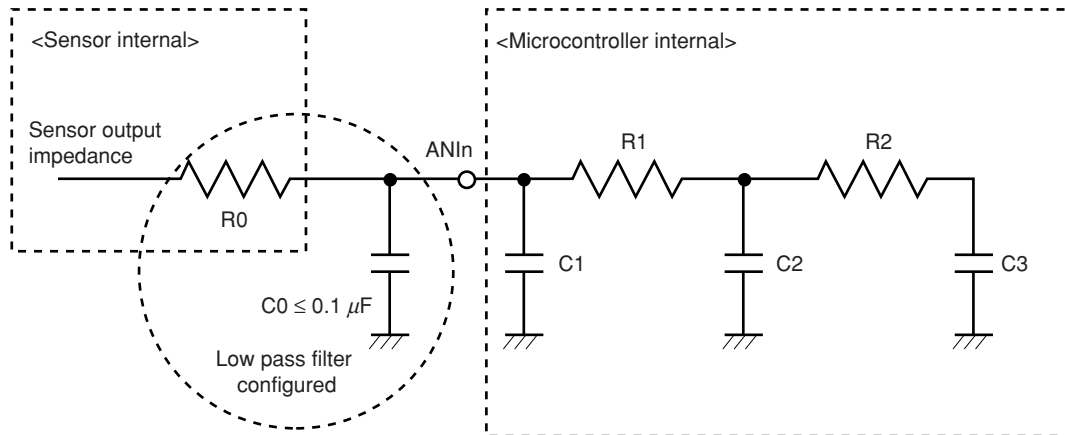 <Sensor internal>
<Microcontroller internal>
Sensor output
impedance
ANIn
R1
R2
R0
C1
C2
C3
C0 ≤ 0.1 μF
Low pass filter
configured